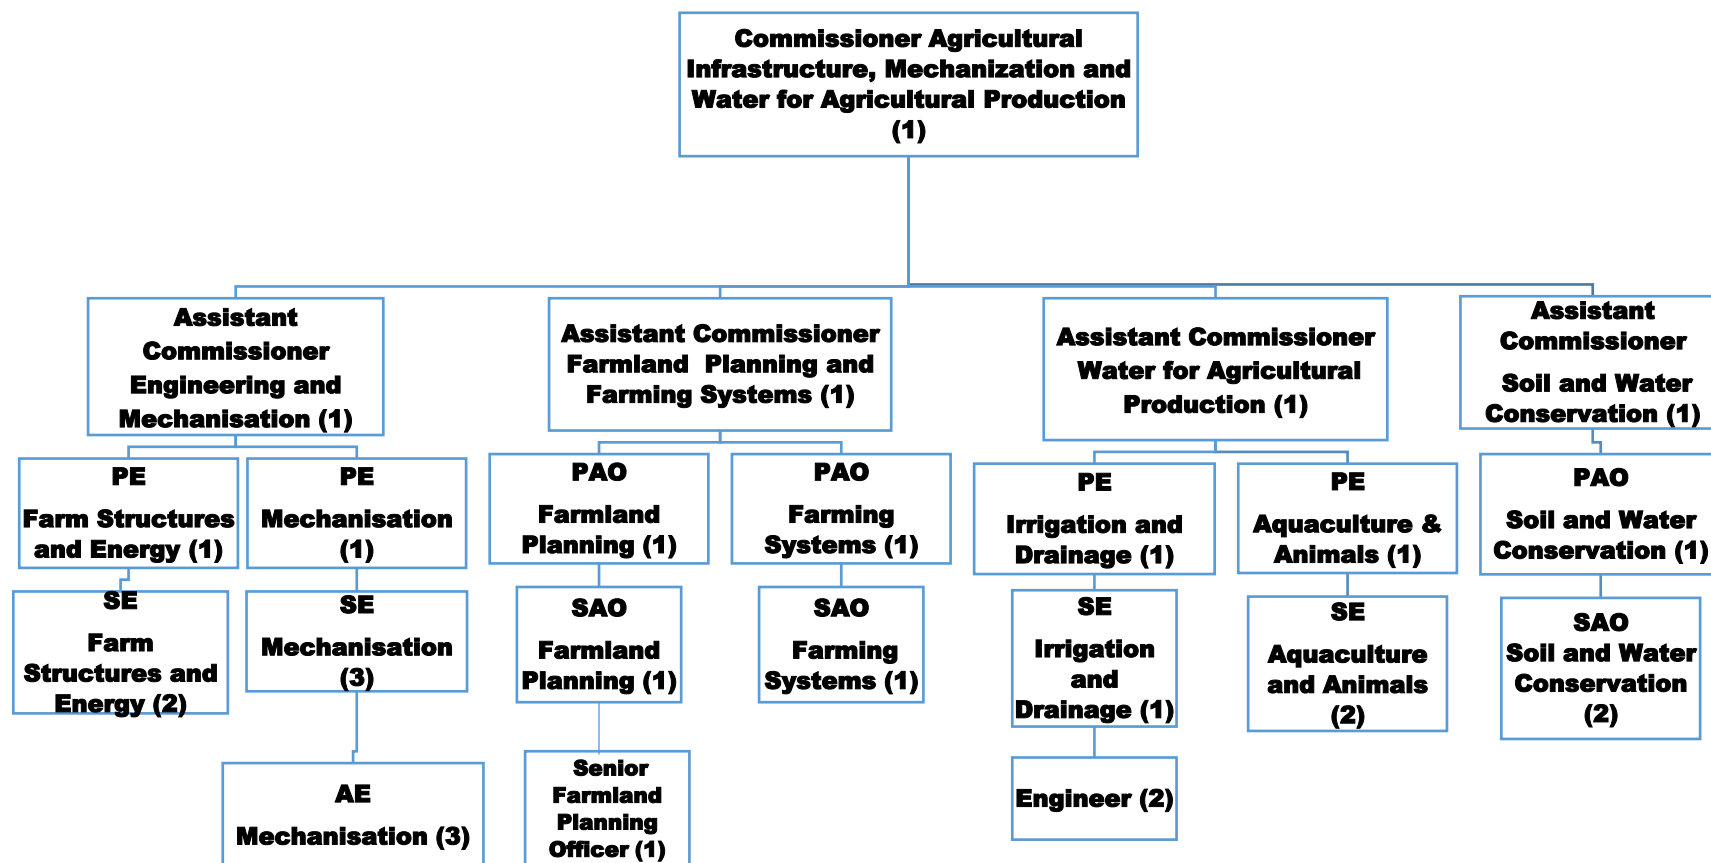 Commissioner Agricultural
Infrastructure, Mechanization and
Water for Agricultural Production
(1)
Assistant
Commissioner
Engineering and
Mechanisation (1)
Assistant Commissioner
Farmland Planning and
Farming Systems (1)
Assistant Commissioner
Water for Agricultural
Production (1)
Assistant
Commissioner
Soil and Water
Conservation (1)
PE
Farm Structures
and Energy (1)
PE
Mechanisation
(1)
PAO
Farmland
Planning (1)
PAO
Farming
Systems (1)
PE
Irrigation and
Drainage (1)
PE
Aquaculture &
Animals (1)
PAO
Soil and Water
Conservation (1)
SE
Farm
Structures and
Energy (2)
SE
Mechanisation
(3)
SAO
Farmland
Planning (1)
SAO
Farming
Systems (1)
SE
Irrigation
and
Drainage (1)
SE
Aquaculture
and Animals
(2)
SAO
Soil and Water
Conservation
(2)
AE
Mechanisation (3)
Senior
Farmland
Planning
Officer (1)
Engineer (2)